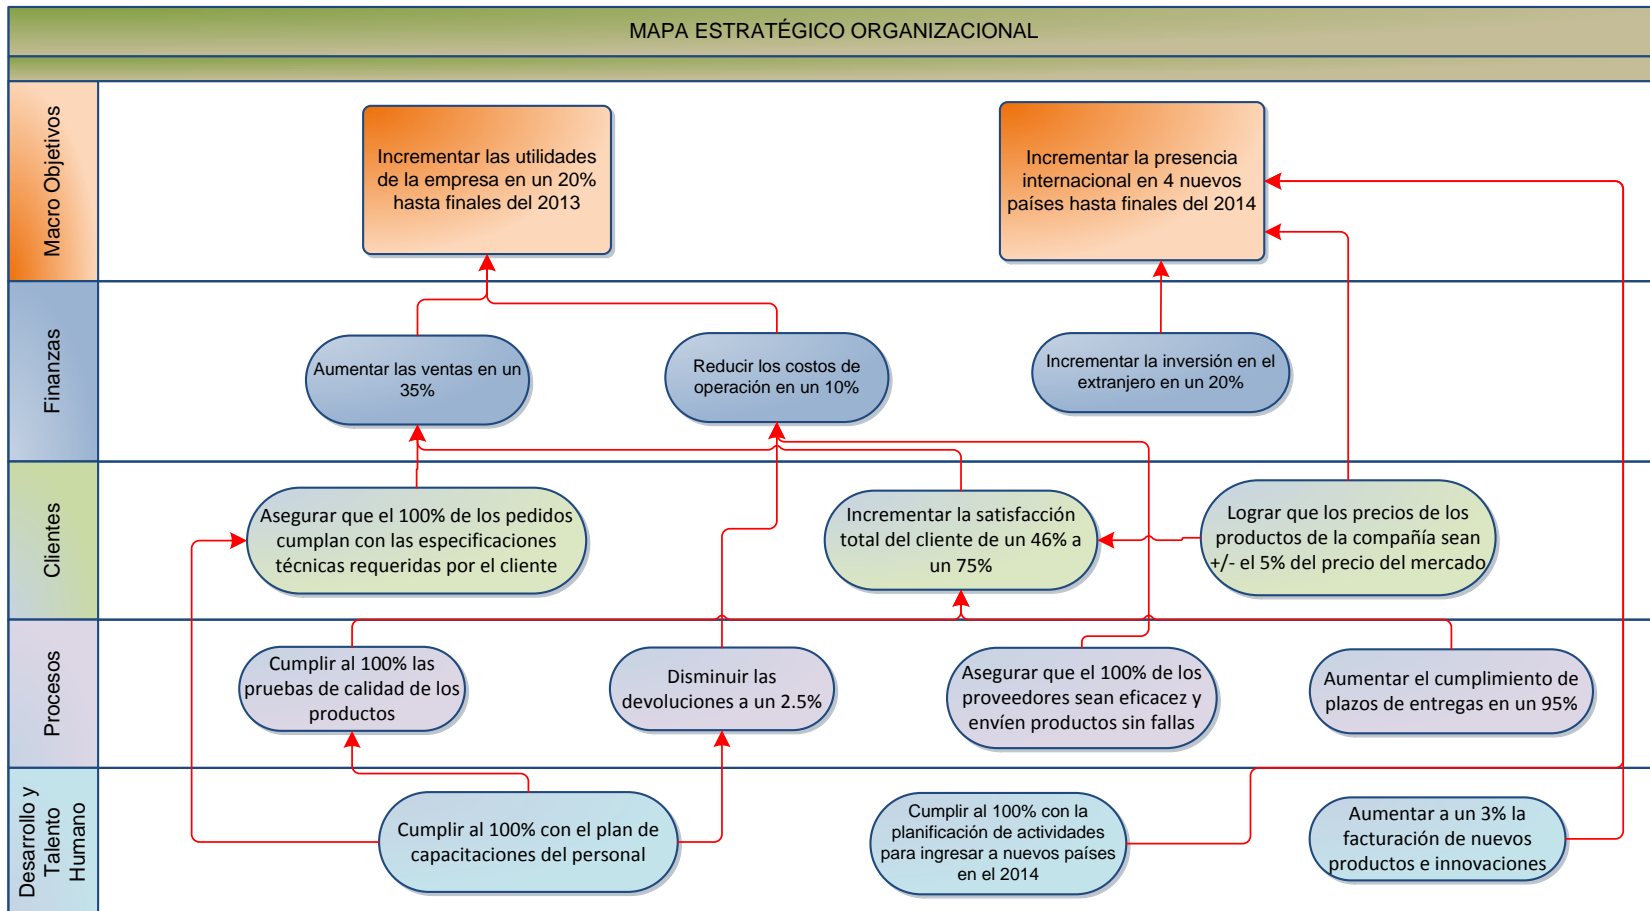 MAPA ESTRATÉGICO ORGANIZACIONAL
Macro Objetivos
Incrementar las utilidades
de la empresa en un 20%
hasta finales del 2013
Incrementar la presencia
internacional en 4 nuevos
países hasta finales del 2014
Finanzas
Aumentar las ventas en un
35%
Reducir los costos de
operación en un 10%
Incrementar la inversión en el
extranjero en un 20%
Clientes
Asegurar que el 100% de los pedidos
cumplan con las especificaciones
técnicas requeridas por el cliente
Incrementar la satisfacción
total del cliente de un 46% a
un 75%
Lograr que los precios de los
productos de la compañía sean
+/- el 5% del precio del mercado
Procesos
Cumplir al 100% las
pruebas de calidad de los
productos
Disminuir las
devoluciones a un 2.5%
Asegurar que el 100% de los
proveedores sean eficacez y
envíen productos sin fallas
Aumentar el cumplimiento de
plazos de entregas en un 95%
Desarrollo y
Talento
Humano
Cumplir al 100% con el plan de
capacitaciones del personal
Cumplir al 100% con la
planificación de actividades
para ingresar a nuevos países
en el 2014
Aumentar a un 3% la
facturación de nuevos
productos e innovaciones